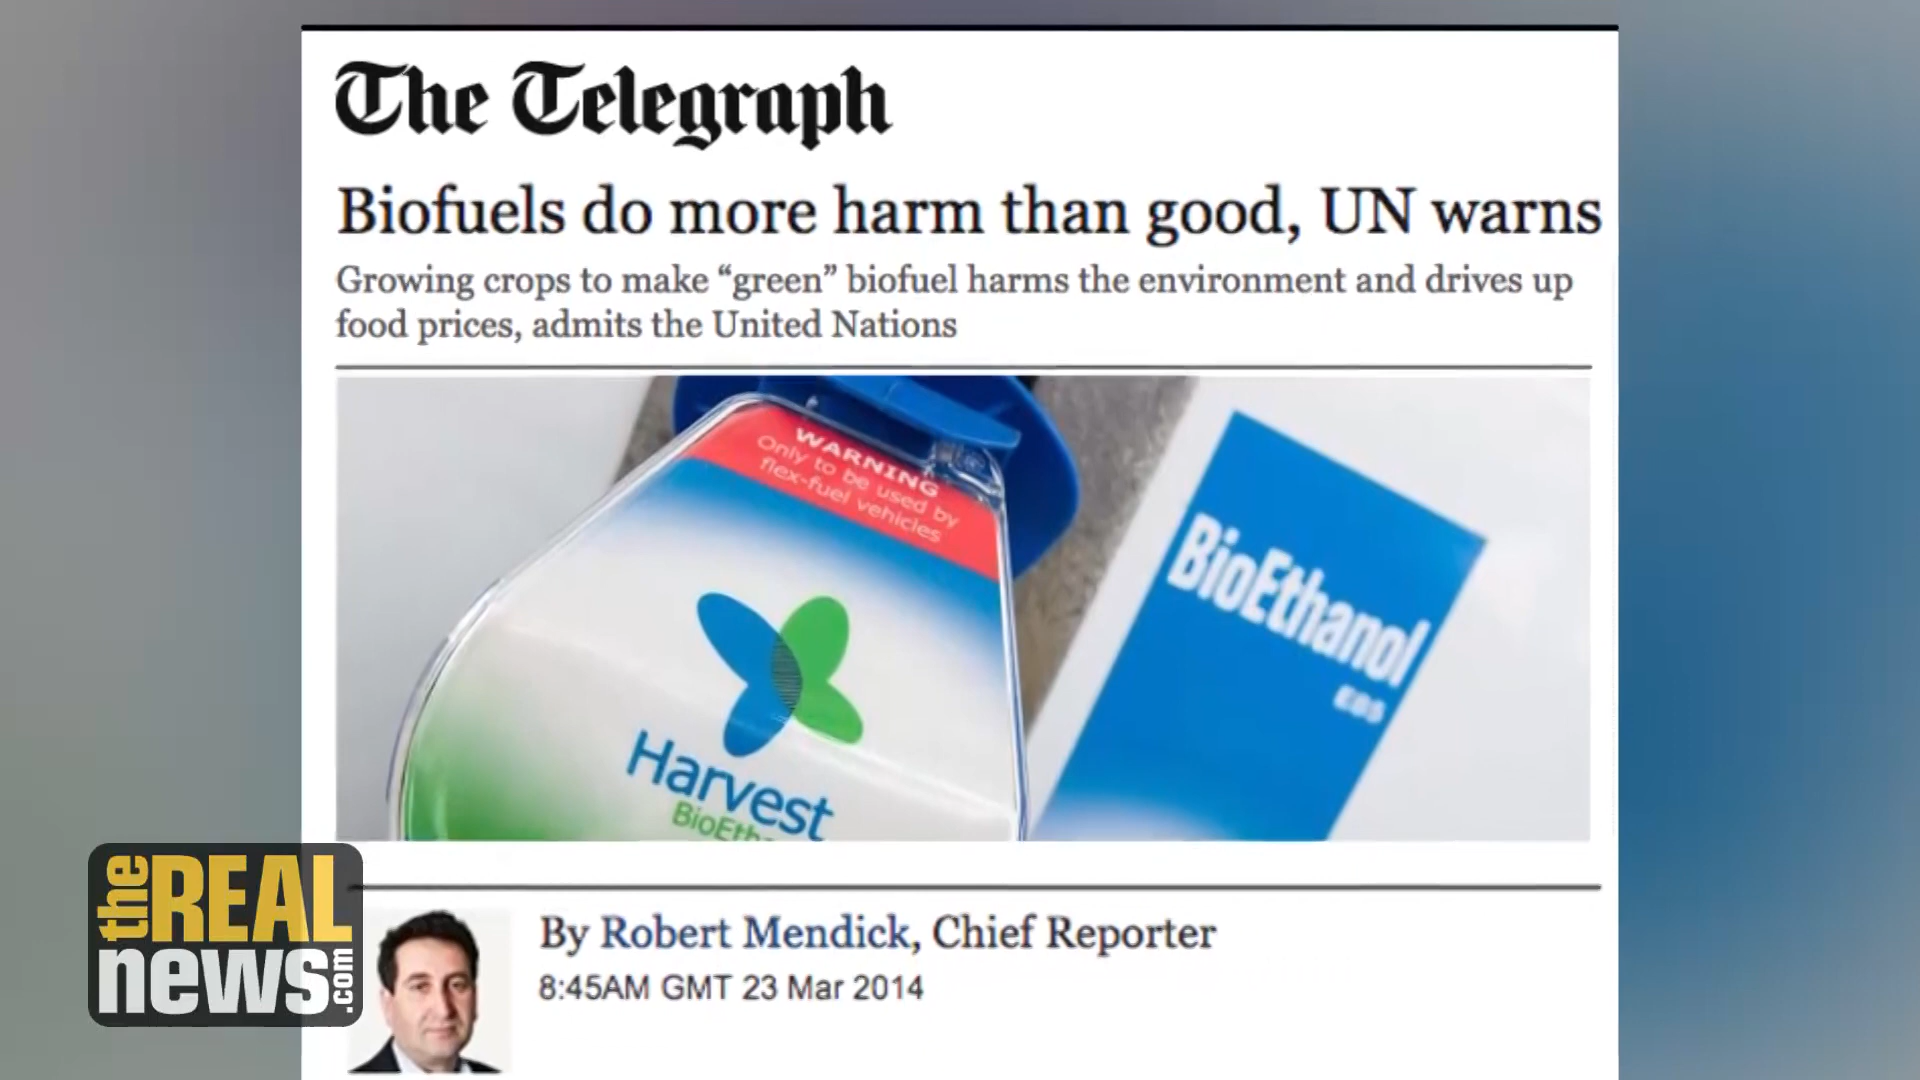 The Telegraph
Biofuels do more harm than good, UN warns
Growing crops to make “green” biofuel harms the environment and drives up
food prices, admits the United Nations
WARNING
Only to be used by
flex-fuel vehicles
BioEthanol
Harvest
the REAL
news.com
By Robert Mendick, Chief Reporter
8:45AM GMT 23 Mar 2014